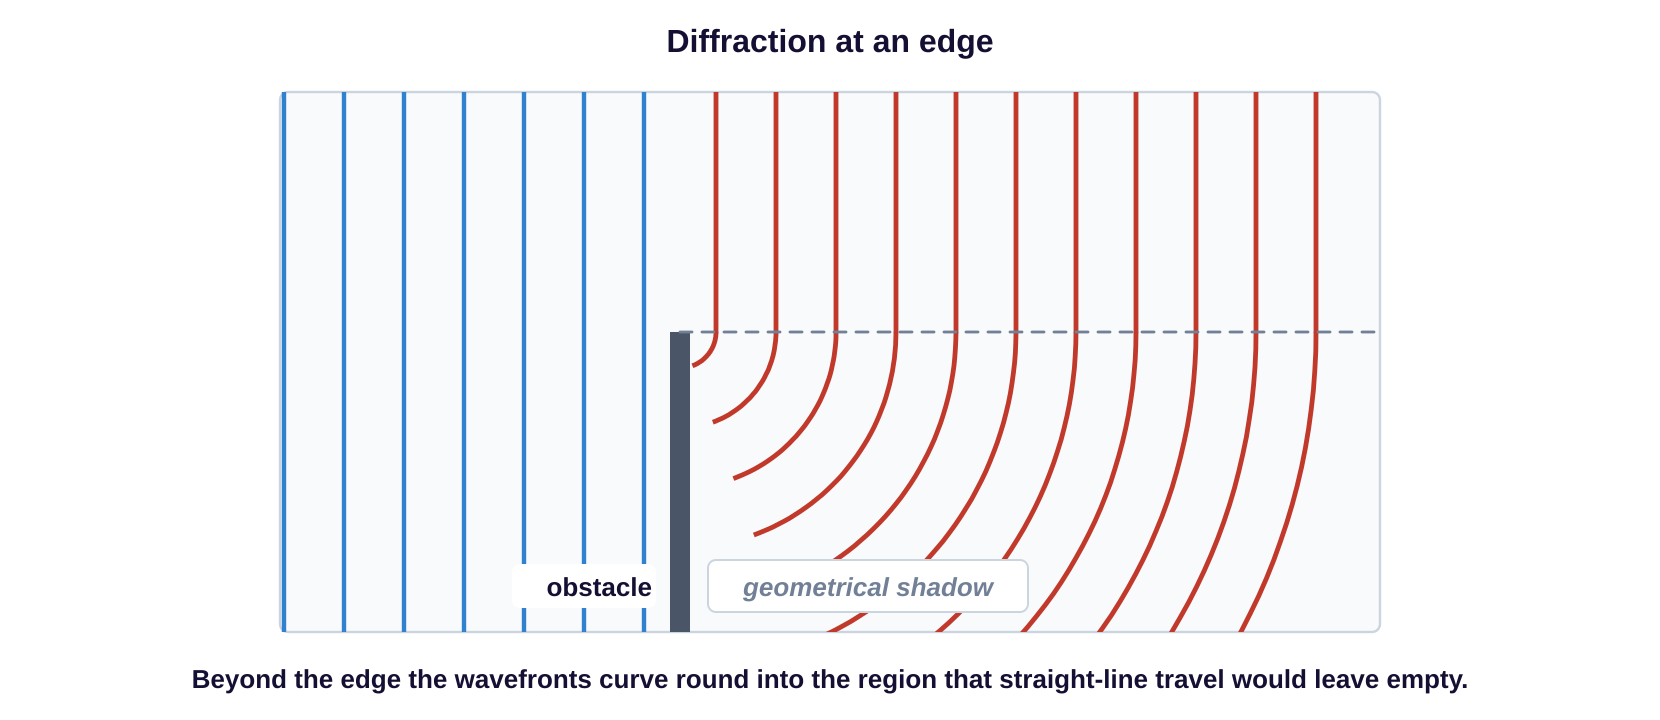 Diffraction at an edge
obstacle
geometrical shadow
Beyond the edge the wavefronts curve round into the region that straight-line travel would leave empty.